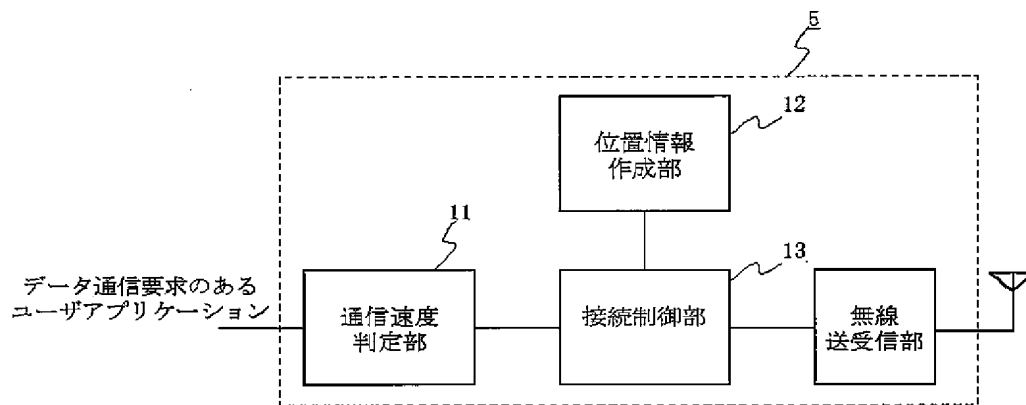 5
12
位置情報
作成部
11
13
データ通信要求のある
ユーザアプリケーション
通信速度
判定部
接続制御部
無線
送受信部